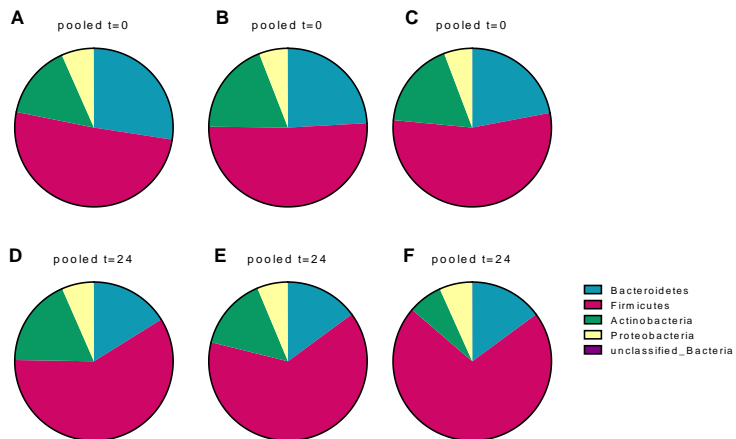 A
pooled t=0
B
pooled t=0
C
pooled t=0
D
pooled t=24
E
pooled t=24
F
pooled t=24
Bacteroidetes
Firmicutes
Actinobacteria
Proteobacteria
unclassified_Bacteria